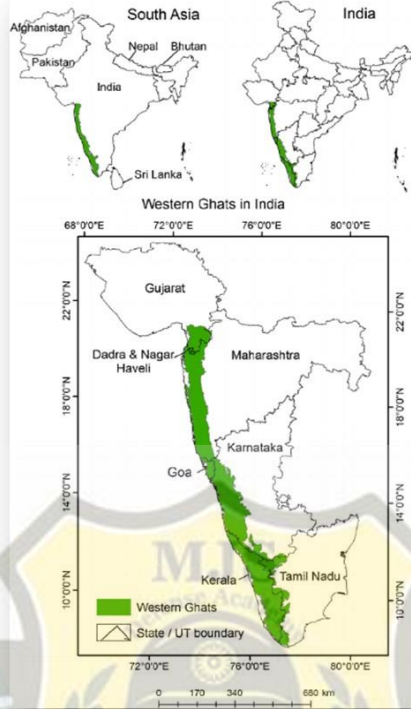 South Asia
India
Afghanistan
Nepal
Bhutan
Pakistan
India
Sri Lanka
Western Ghats in India
68°0'0"E
72°0'0"E
76°0'0"E
80°0'0"E
22°0'0"N
22°0'0"N
Gujarat
Dadra & Nagar
Haveli
Maharashtra
18°0'0"N
18°0'0"N
Karnataka
Goa
14°0'0"N
14°0'0"N
MJS
Kerala
Tamil Nadu
10°0'0"N
10°0'0"N
Western Ghats
State / UT boundary
72°0'0"E
76°0'0"E
80°0'0"E
0
170
340
680 km